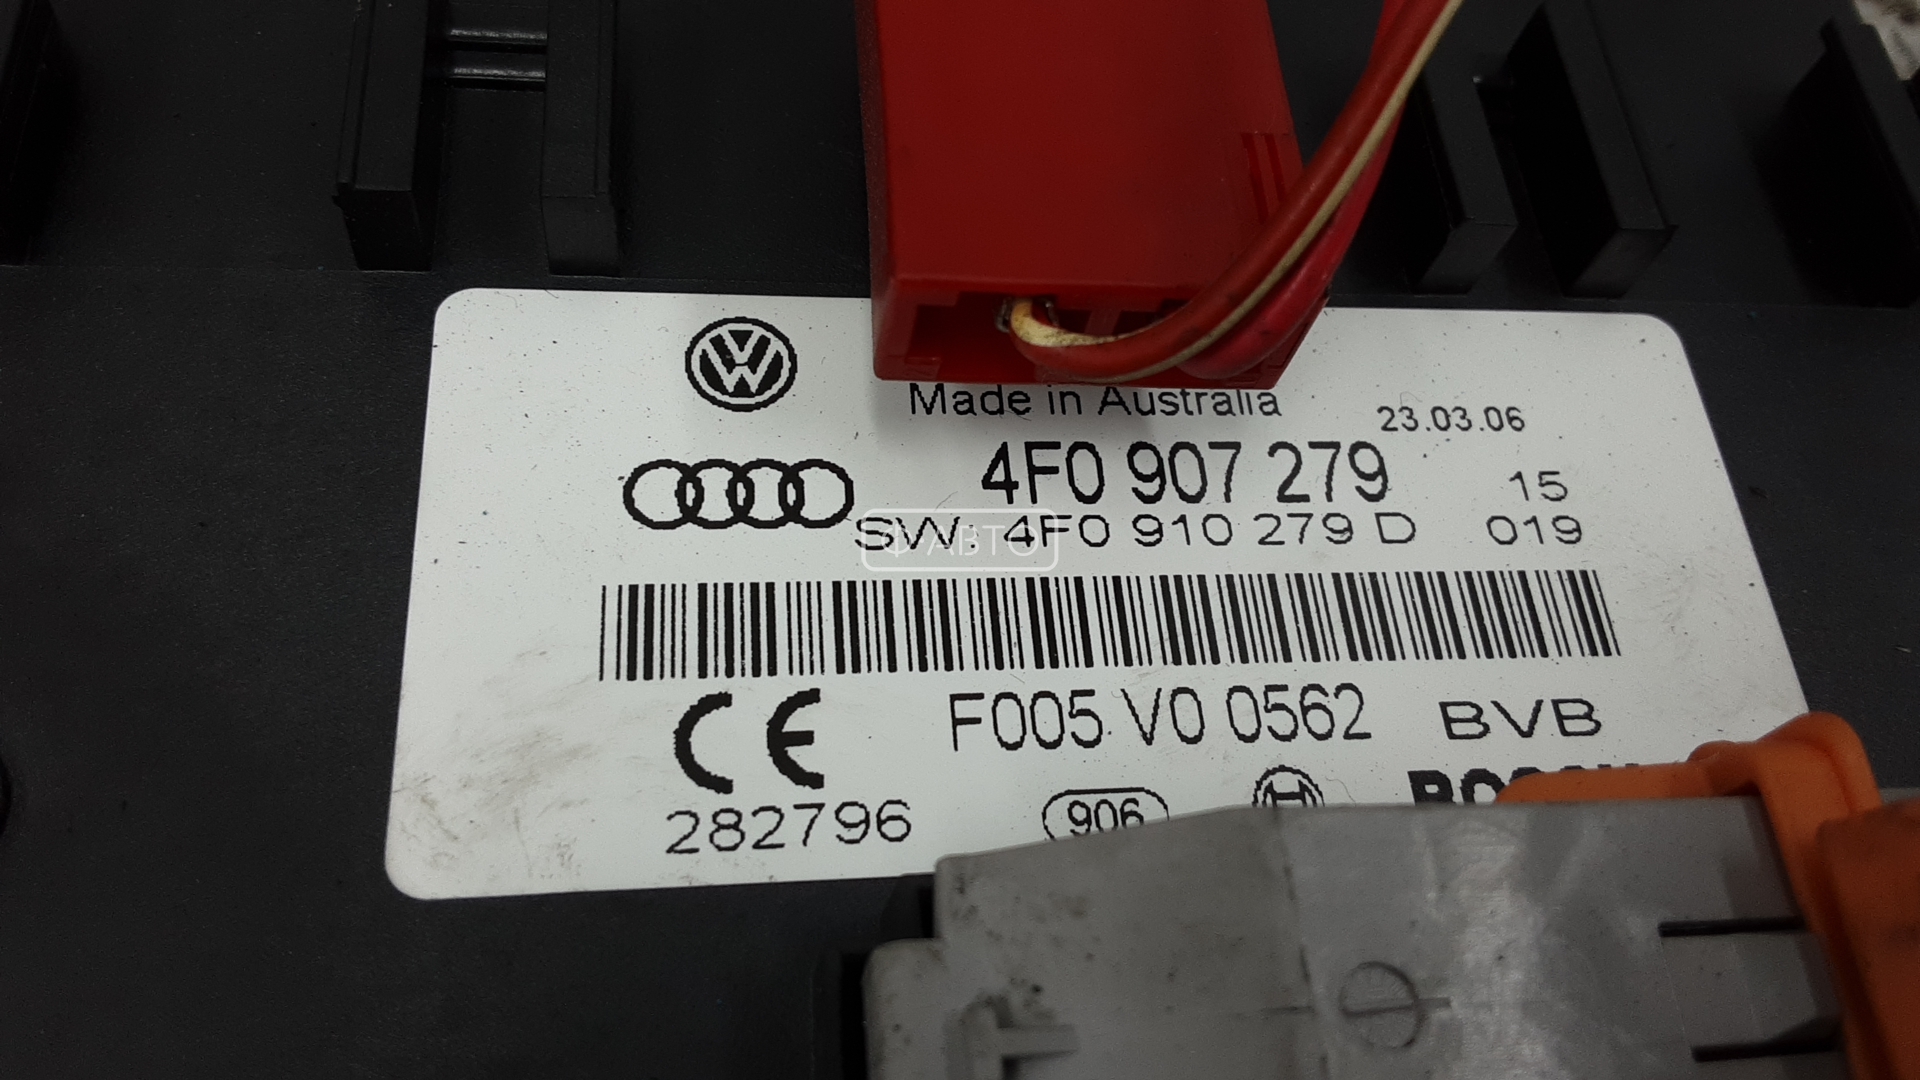 Made in Australia
23.03.06
4F0 907 279 15
SW: 4F0 910 279 D 019
Ф АВТО
F005 V0 0562 BVB
282796
906
BOSCH